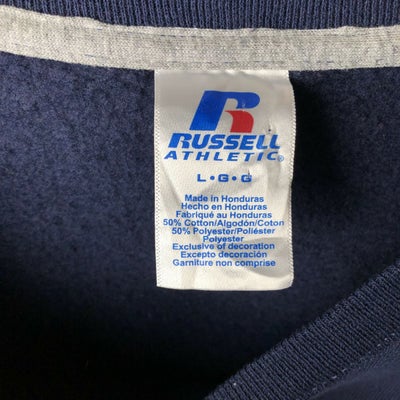 R
RUSSELL
ATHLETIC®
L•G•G
Made in Honduras
Hecho en Honduras
Fabriqué au Honduras
50% Cotton/Algodón/Coton
50% Polyester/Poliéster
Polyester
Exclusive of decoration
Excepto decoración
Garniture non comprise